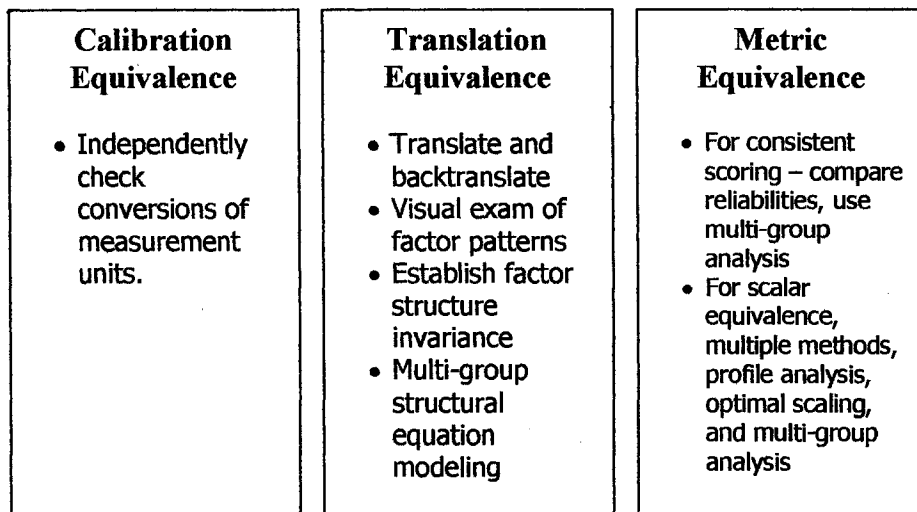 Calibration
Equivalence
• Independently
check
conversions of
measurement
units.
Translation
Equivalence
• Translate and
backtranslate
• Visual exam of
factor patterns
• Establish factor
structure
invariance
• Multi-group
structural
equation
modeling
Metric
Equivalence
• For consistent
scoring – compare
reliabilities, use
multi-group
analysis
• For scalar
equivalence,
multiple methods,
profile analysis,
optimal scaling,
and multi-group
analysis